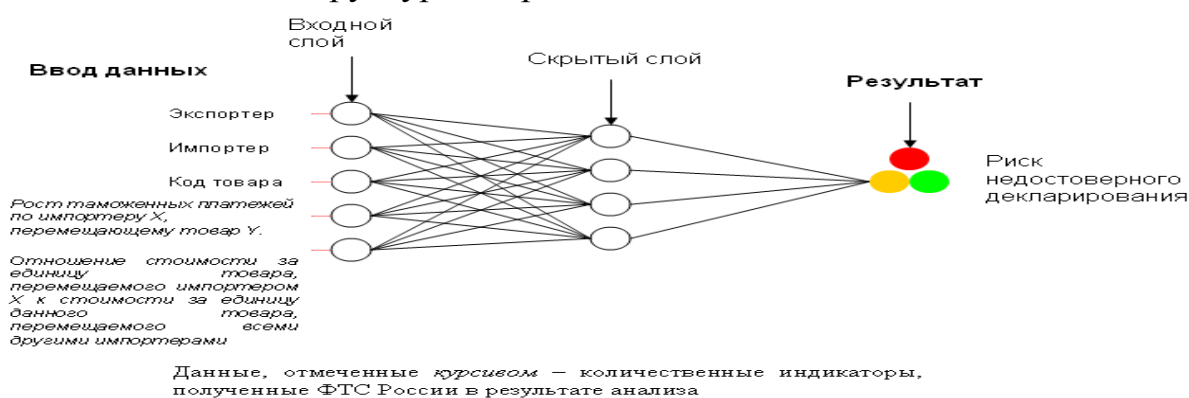 Входной
слой
Скрытый слой
Ввод данных
Результат
Экспортер
Импортер
Код товара
Рост таможенных платежей
по импортеру X,
перемещающему товар Y.
Отношение стоимости за
единицу товара,
перемещаемого импортером
X к стоимости за единицу
данного товара,
перемещаемого всеми
другими импортерами
Риск
недостоверного
декларирования
Данные, отмеченные курсивом – количественные индикаторы,
полученные ФТС России в результате анализа